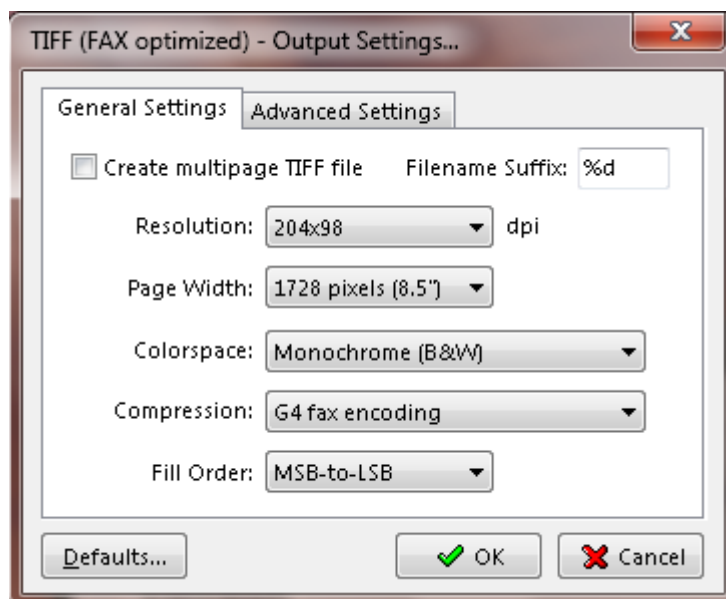 TIFF (FAX optimized) - Output Settings...
General Settings Advanced Settings
Create multipage TIFF file Filename Suffix: %d
Resolution: 204x98 dpi
Page Width: 1728 pixels (8.5")
Colorspace: Monochrome (B&W)
Compression: G4 fax encoding
Fill Order: MSB-to-LSB
Defaults... OK Cancel